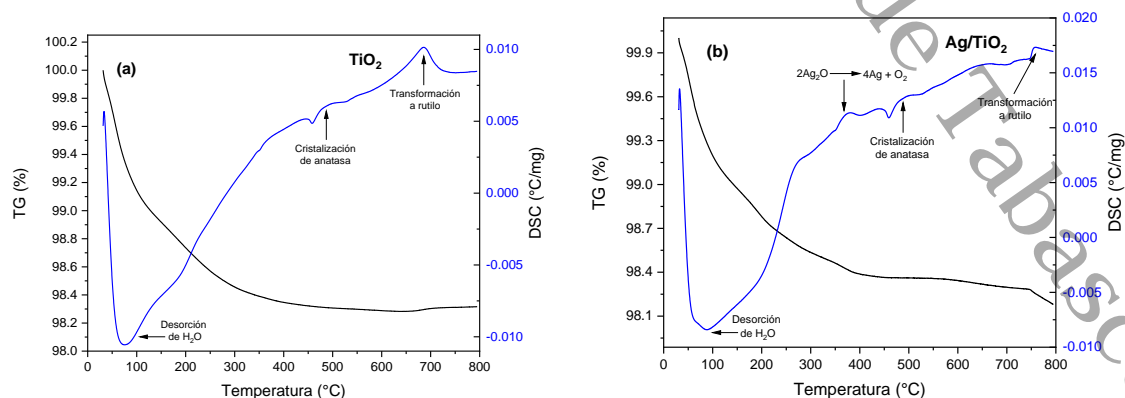 (a)
TiO2
100.2
100.0
99.8
99.6
99.4
99.2
99.0
98.8
98.6
98.4
98.2
98.0
TG (%)
0 100 200 300 400 500 600 700 800
Temperatura (°C)
0.010
0.005
0.000
-0.005
-0.010
DSC (°C/mg)
Transformación
a rutilo
Cristalización
de anatasa
Desorción
de H2O
(b)
Ag/TiO2
99.9
99.6
99.3
99.0
98.7
98.4
98.1
TG (%)
0 100 200 300 400 500 600 700 800
Temperatura (°C)
0.020
0.015
0.010
0.005
0.000
-0.005
-0.010
DSC (°C/mg)
2Ag2O → 4Ag + O2
Transformación
a rutilo
Cristalización
de anatasa
Desorción
de H2O
de Tabasco